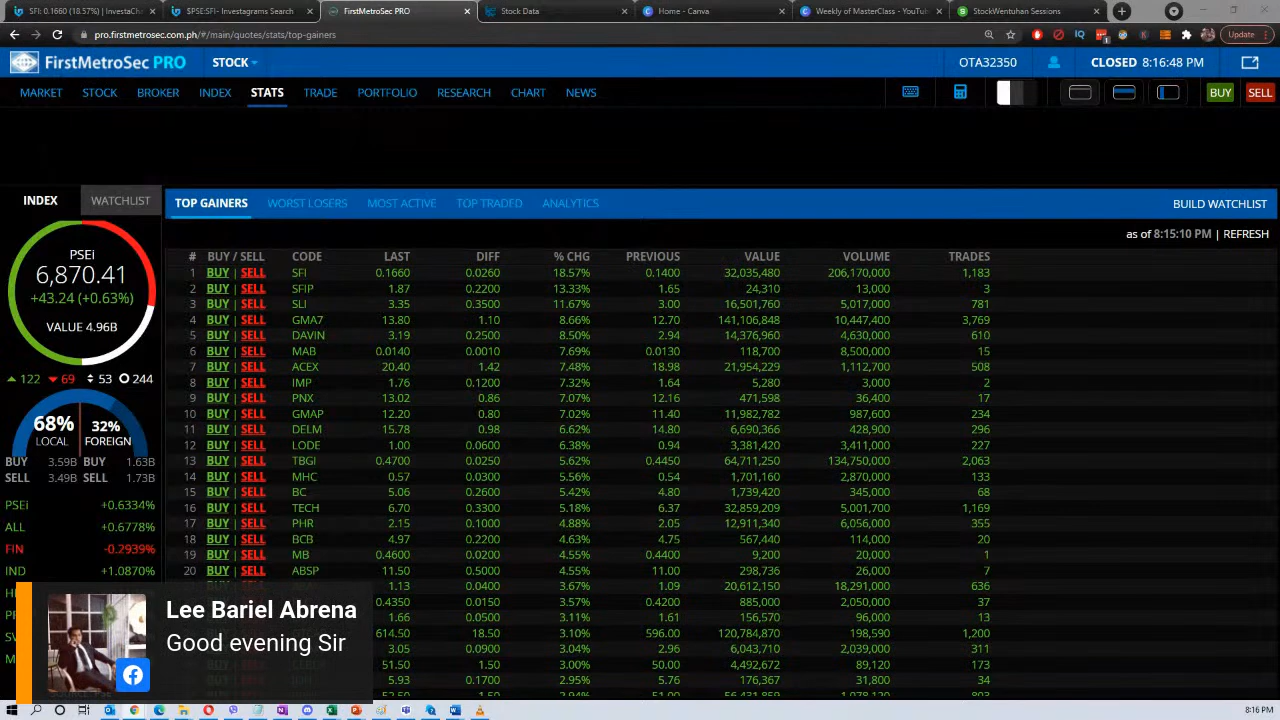 SFI: 0.1660 (18.57%) | InvestaCh
$PSE:SFI- Investagrams Search
FirstMetroSec PRO
Stock Data
Home - Canva
Weekly of MasterClass - YouTub
StockWentuhan Sessions
pro.firstmetrosec.com.ph/#/main/quotes/stats/top-gainers
Update
FirstMetroSec PRO
STOCK
OTA32350
CLOSED 8:16:48 PM
MARKET STOCK BROKER INDEX STATS TRADE PORTFOLIO RESEARCH CHART NEWS
BUY SELL
INDEX WATCHLIST
TOP GAINERS WORST LOSERS MOST ACTIVE TOP TRADED ANALYTICS
BUILD WATCHLIST
as of 8:15:10 PM | REFRESH
PSEi
6,870.41
+43.24 (+0.63%)
VALUE 4.96B
122 69 53 244
68% LOCAL
32% FOREIGN
BUY 3.59B BUY 1.63B
SELL 3.49B SELL 1.73B
PSEi +0.6334%
ALL +0.6778%
FIN -0.2939%
IND +1.0870%
# BUY / SELL CODE LAST DIFF % CHG PREVIOUS VALUE VOLUME TRADES
1 BUY | SELL SFI 0.1660 0.0260 18.57% 0.1400 32,035,480 206,170,000 1,183
2 BUY | SELL SFIP 1.87 0.2200 13.33% 1.65 24,310 13,000 3
3 BUY | SELL SLI 3.35 0.3500 11.67% 3.00 16,501,760 5,017,000 781
4 BUY | SELL GMA7 13.80 1.10 8.66% 12.70 141,106,848 10,447,400 3,769
5 BUY | SELL DAVIN 3.19 0.2500 8.50% 2.94 14,376,960 4,630,000 610
6 BUY | SELL MAB 0.0140 0.0010 7.69% 0.0130 118,700 8,500,000 15
7 BUY | SELL ACEX 20.40 1.42 7.48% 18.98 21,954,229 1,112,700 508
8 BUY | SELL IMP 1.76 0.1200 7.32% 1.64 5,280 3,000 2
9 BUY | SELL PNX 13.02 0.86 7.07% 12.16 471,598 36,400 17
10 BUY | SELL GMAP 12.20 0.80 7.02% 11.40 11,982,782 987,600 234
11 BUY | SELL DELM 15.78 0.98 6.62% 14.80 6,690,366 428,900 296
12 BUY | SELL LODE 1.00 0.0600 6.38% 0.94 3,381,420 3,411,000 227
13 BUY | SELL TBGI 0.4700 0.0250 5.62% 0.4450 64,711,250 134,750,000 2,063
14 BUY | SELL MHC 0.57 0.0300 5.56% 0.54 1,701,160 2,870,000 133
15 BUY | SELL BC 5.06 0.2600 5.42% 4.80 1,739,420 345,000 68
16 BUY | SELL TECH 6.70 0.3300 5.18% 6.37 32,859,209 5,001,700 1,169
17 BUY | SELL PHR 2.15 0.1000 4.88% 2.05 12,911,340 6,056,000 355
18 BUY | SELL BCB 4.97 0.2200 4.63% 4.75 567,440 114,000 20
19 BUY | SELL MB 0.4600 0.0200 4.55% 0.4400 9,200 20,000 1
20 BUY | SELL ABSP 11.50 0.5000 4.55% 11.00 298,736 26,000 7
1.13 0.0400 3.67% 1.09 20,612,150 18,291,000 636
0.4350 0.0150 3.57% 0.4200 885,000 2,050,000 37
1.66 0.0500 3.11% 1.61 156,570 96,000 13
614.50 18.50 3.10% 596.00 120,784,870 198,590 1,200
3.05 0.0900 3.04% 2.96 6,043,710 2,039,000 311
51.50 1.50 3.00% 50.00 4,492,672 89,120 173
5.93 0.1700 2.95% 5.76 176,367 31,800 34
52.50 1.50 2.94% 51.00 56,431,859 1,078,120 803
Lee Bariel Abrena
Good evening Sir
8:16 PM